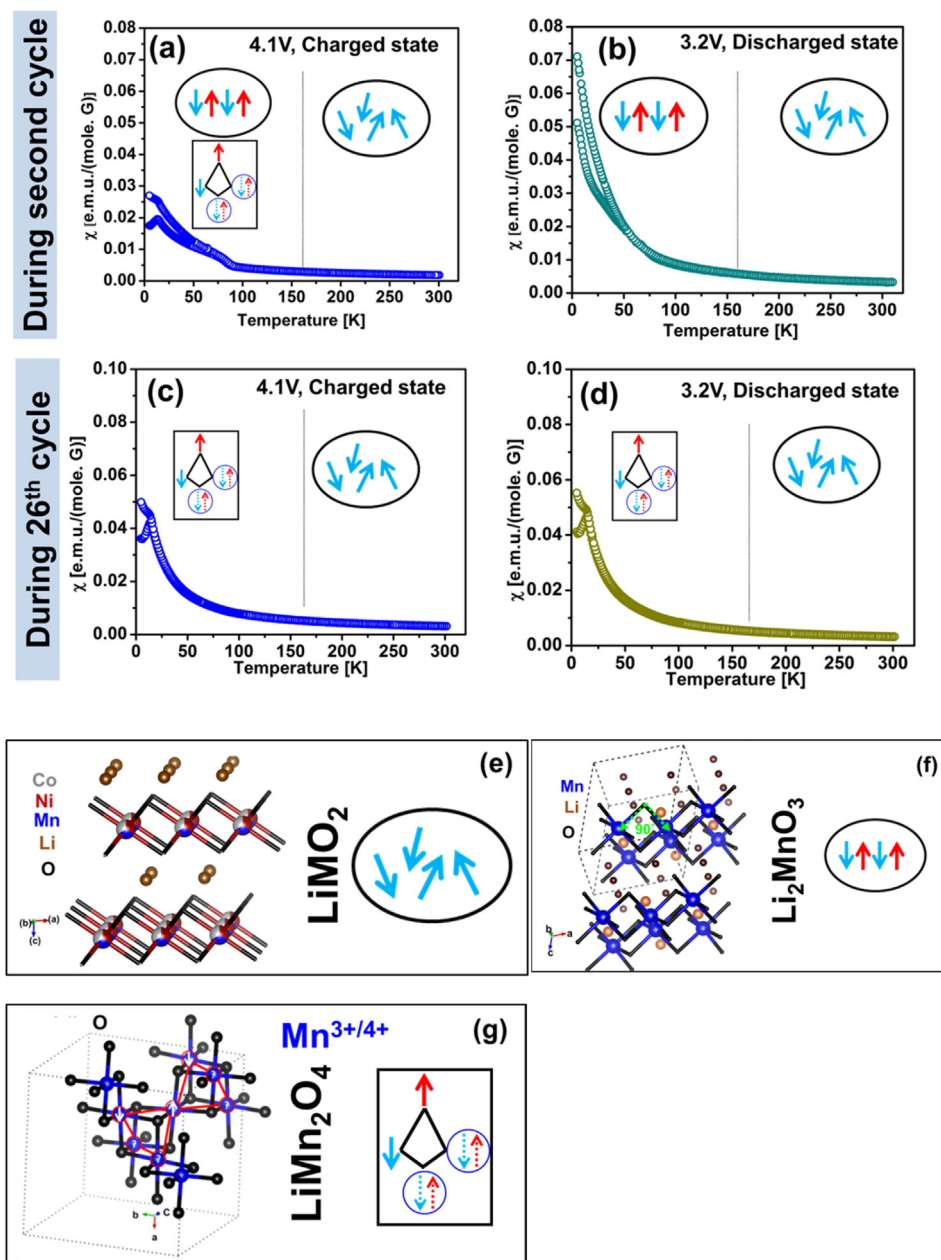 During second cycle
(a)
4.1V, Charged state
χ [e.m.u./(mole. G)]
0.08
0.07
0.06
0.05
0.04
0.03
0.02
0.01
0.00
0 50 100 150 200 250 300
Temperature [K]
(b)
3.2V, Discharged state
χ [e.m.u./(mole. G)]
0.08
0.07
0.06
0.05
0.04
0.03
0.02
0.01
0.00
0 50 100 150 200 250 300
Temperature [K]
During 26th cycle
(c)
4.1V, Charged state
χ [e.m.u./(mole. G)]
0.10
0.08
0.06
0.04
0.02
0.00
0 50 100 150 200 250 300
Temperature [K]
(d)
3.2V, Discharged state
χ [e.m.u./(mole. G)]
0.10
0.08
0.06
0.04
0.02
0.00
0 50 100 150 200 250 300
Temperature [K]
(e)
Co
Ni
Mn
Li
O
(b) (a)
(c)
LiMO2
(f)
Mn
Li
O
90°
b
a
c
Li2MnO3
(g)
O
Mn3+/4+
LiMn2O4
b c
a